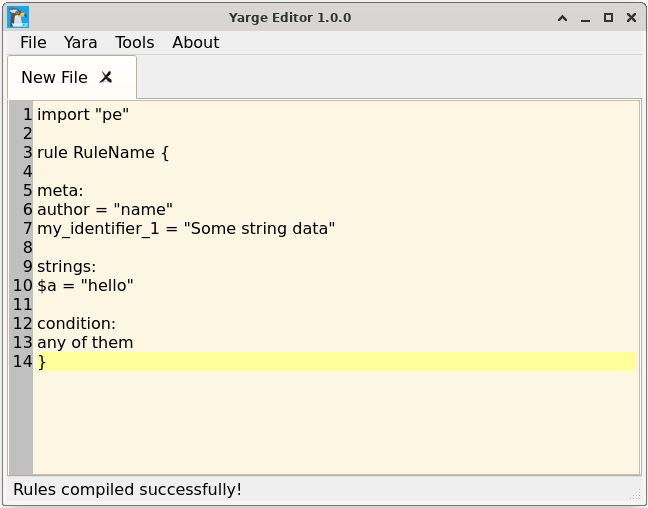 Yarge Editor 1.0.0
File Yara Tools About
New File
1 import "pe"
2
3 rule RuleName {
4
5 meta:
6 author = "name"
7 my_identifier_1 = "Some string data"
8
9 strings:
10 $a = "hello"
11
12 condition:
13 any of them
14 }
Rules compiled successfully!